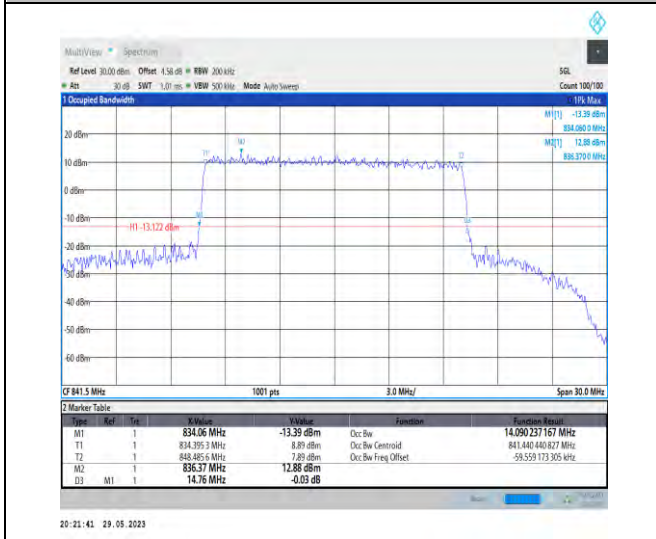 MultiView Spectrum
Ref Level 30.00 dBm Offset 4.58 dB RBW 200 kHz SGL
Att 30 dB SWT 1.01 ms VBW 500 kHz Mode Auto Sweep Count 100/100
1 Occupied Bandwidth 1Pk Max
M1[1] -13.39 dBm
834.060 0 MHz
M2[1] 12.88 dBm
836.370 0 MHz
20 dBm
M2
T1
T2
10 dBm
0 dBm
-10 dBm
M1
H1 -13.122 dBm
-20 dBm
-30 dBm
-40 dBm
-50 dBm
-60 dBm
CF 841.5 MHz 1001 pts 3.0 MHz/ Span 30.0 MHz
2 Marker Table
Type Ref Trc X-Value Y-Value Function Function Result
M1 1 834.06 MHz -13.39 dBm Occ Bw 14.090 237 167 MHz
T1 1 834.395 3 MHz 8.89 dBm Occ Bw Centroid 841.440 440 827 MHz
T2 1 848.485 6 MHz 7.89 dBm Occ Bw Freq Offset -59.559 173 305 kHz
M2 1 836.37 MHz 12.88 dBm
D3 M1 1 14.76 MHz -0.03 dB
20:21:41 29.05.2023